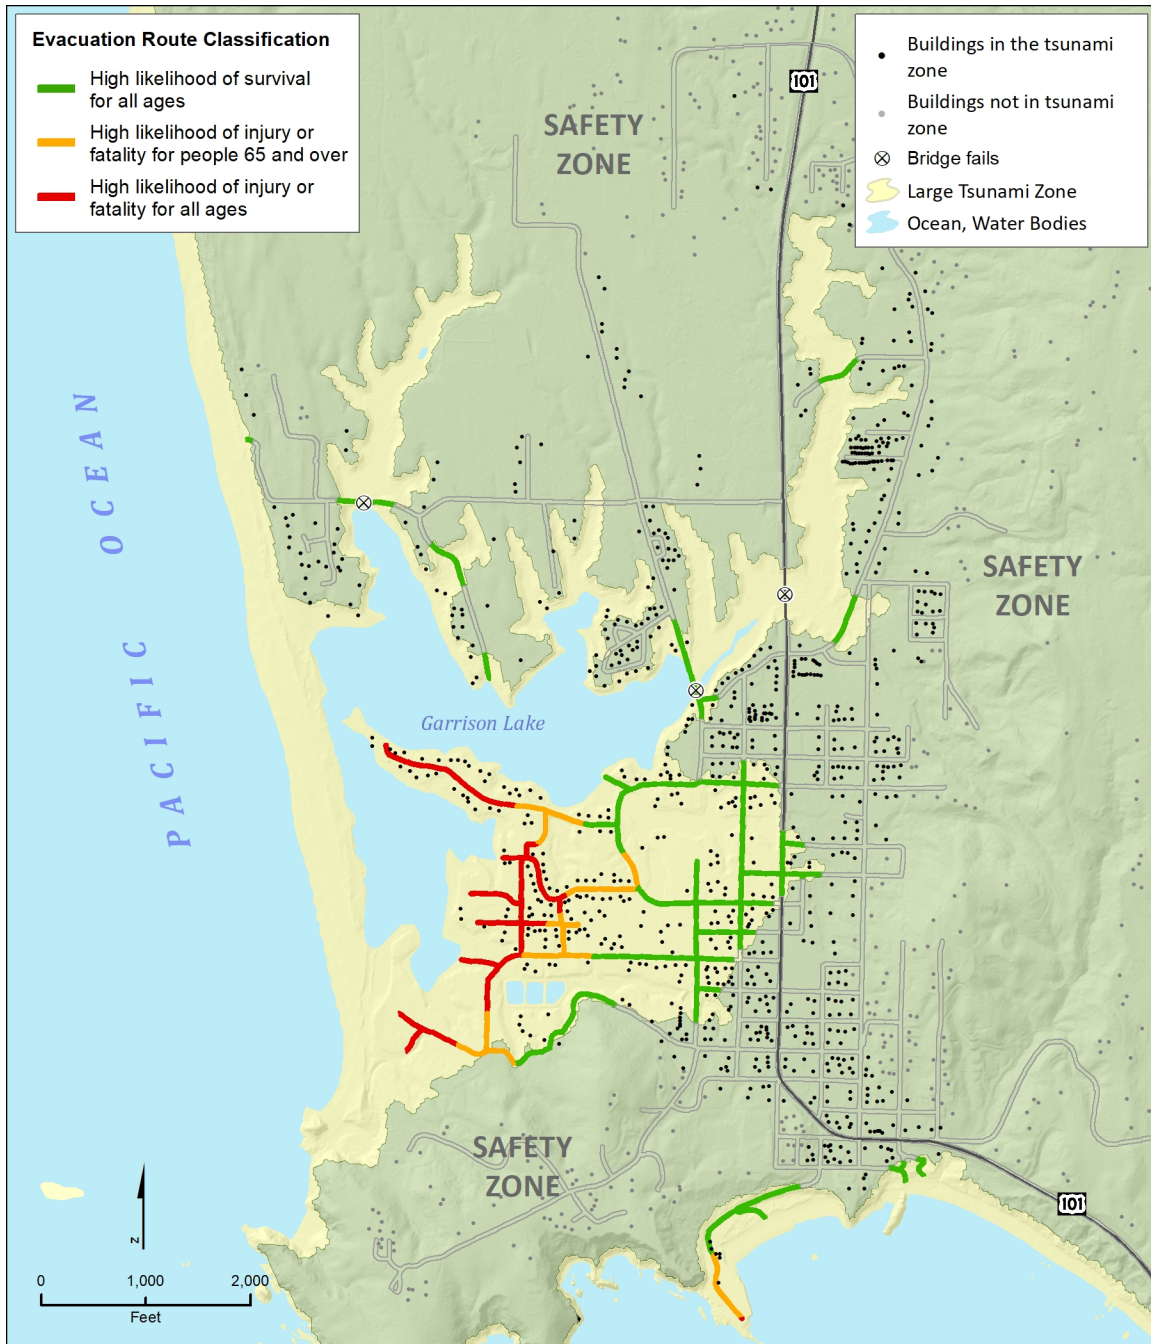 Evacuation Route Classification
High likelihood of survival
for all ages
High likelihood of injury or
fatality for people 65 and over
High likelihood of injury or
fatality for all ages
Buildings in the tsunami
zone
Buildings not in tsunami
zone
Bridge fails
Large Tsunami Zone
Ocean, Water Bodies
101
SAFETY
ZONE
PACIFIC OCEAN
SAFETY
ZONE
Garrison Lake
SAFETY
ZONE
101
N
0 1,000 2,000
Feet